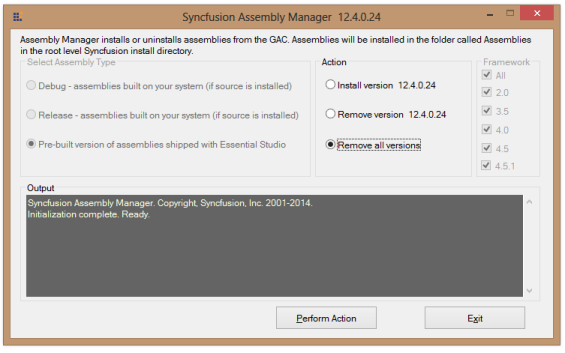 Syncfusion Assembly Manager 12.4.0.24
Assembly Manager installs or uninstalls assemblies from the GAC. Assemblies will be installed in the folder called Assemblies
in the root level Syncfusion install directory.
Select Assembly Type
Debug - assemblies built on your system (if source is installed)
Release - assemblies built on your system (if source is installed)
Pre-built version of assemblies shipped with Essential Studio
Action
Install version 12.4.0.24
Remove version 12.4.0.24
Remove all versions
Framework
All
2.0
3.5
4.0
4.5
4.5.1
Output
Syncfusion Assembly Manager. Copyright, Syncfusion, Inc. 2001-2014.
Initialization complete. Ready.
Perform Action
Exit